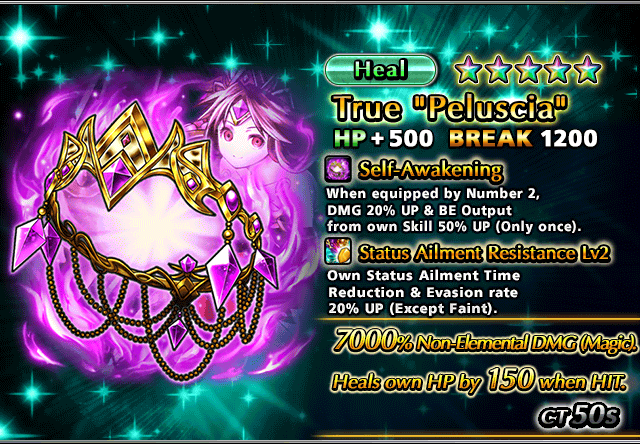 Heal
True "Peluscia"
HP +500 BREAK 1200
Self-Awakening
When equipped by Number 2,
DMG 20% UP & BE Output
from own Skill 50% UP (Only once).
Status Ailment Resistance Lv2
Own Status Ailment Time
Reduction & Evasion rate
20% UP (Except Faint).
7000% Non-Elemental DMG (Magic).
Heals own HP by 150 when HIT.
CT 50s